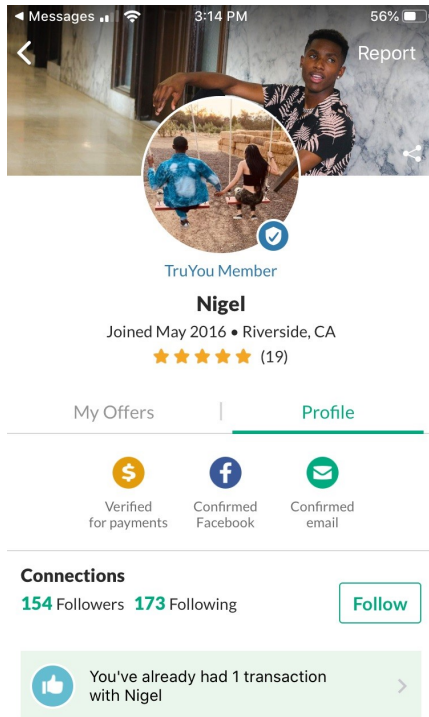 Messages 3:14 PM 56%
Report
TruYou Member
Nigel
Joined May 2016 • Riverside, CA
(19)
My Offers | Profile
$ f
Verified for payments
Confirmed Facebook
Confirmed email
Connections
154 Followers 173 Following
Follow
You've already had 1 transaction
with Nigel